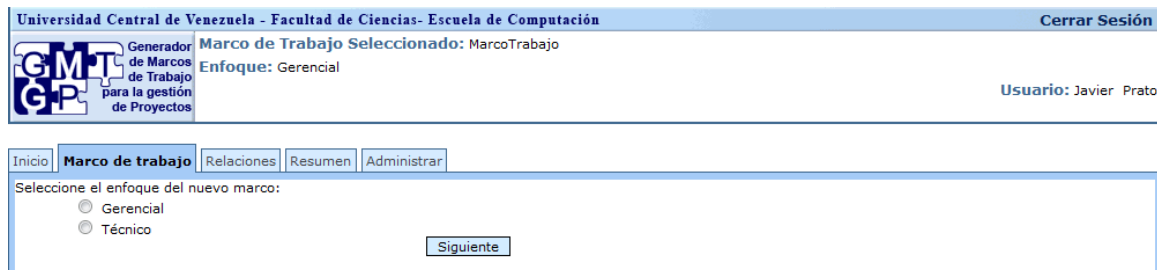 Universidad Central de Venezuela - Facultad de Ciencias- Escuela de Computación
Cerrar Sesión
GMT
GP
Generador
de Marcos
de Trabajo
para la gestión
de Proyectos
Marco de Trabajo Seleccionado: MarcoTrabajo
Enfoque: Gerencial
Usuario: Javier Prato
Inicio Marco de trabajo Relaciones Resumen Administrar
Seleccione el enfoque del nuevo marco:
Gerencial
Técnico
Siguiente